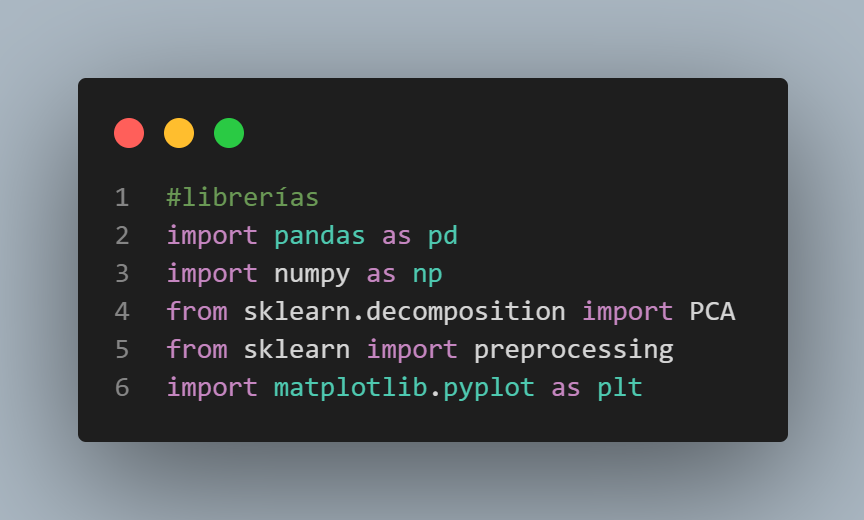 1 #librerías
2 import pandas as pd
3 import numpy as np
4 from sklearn.decomposition import PCA
5 from sklearn import preprocessing
6 import matplotlib.pyplot as plt